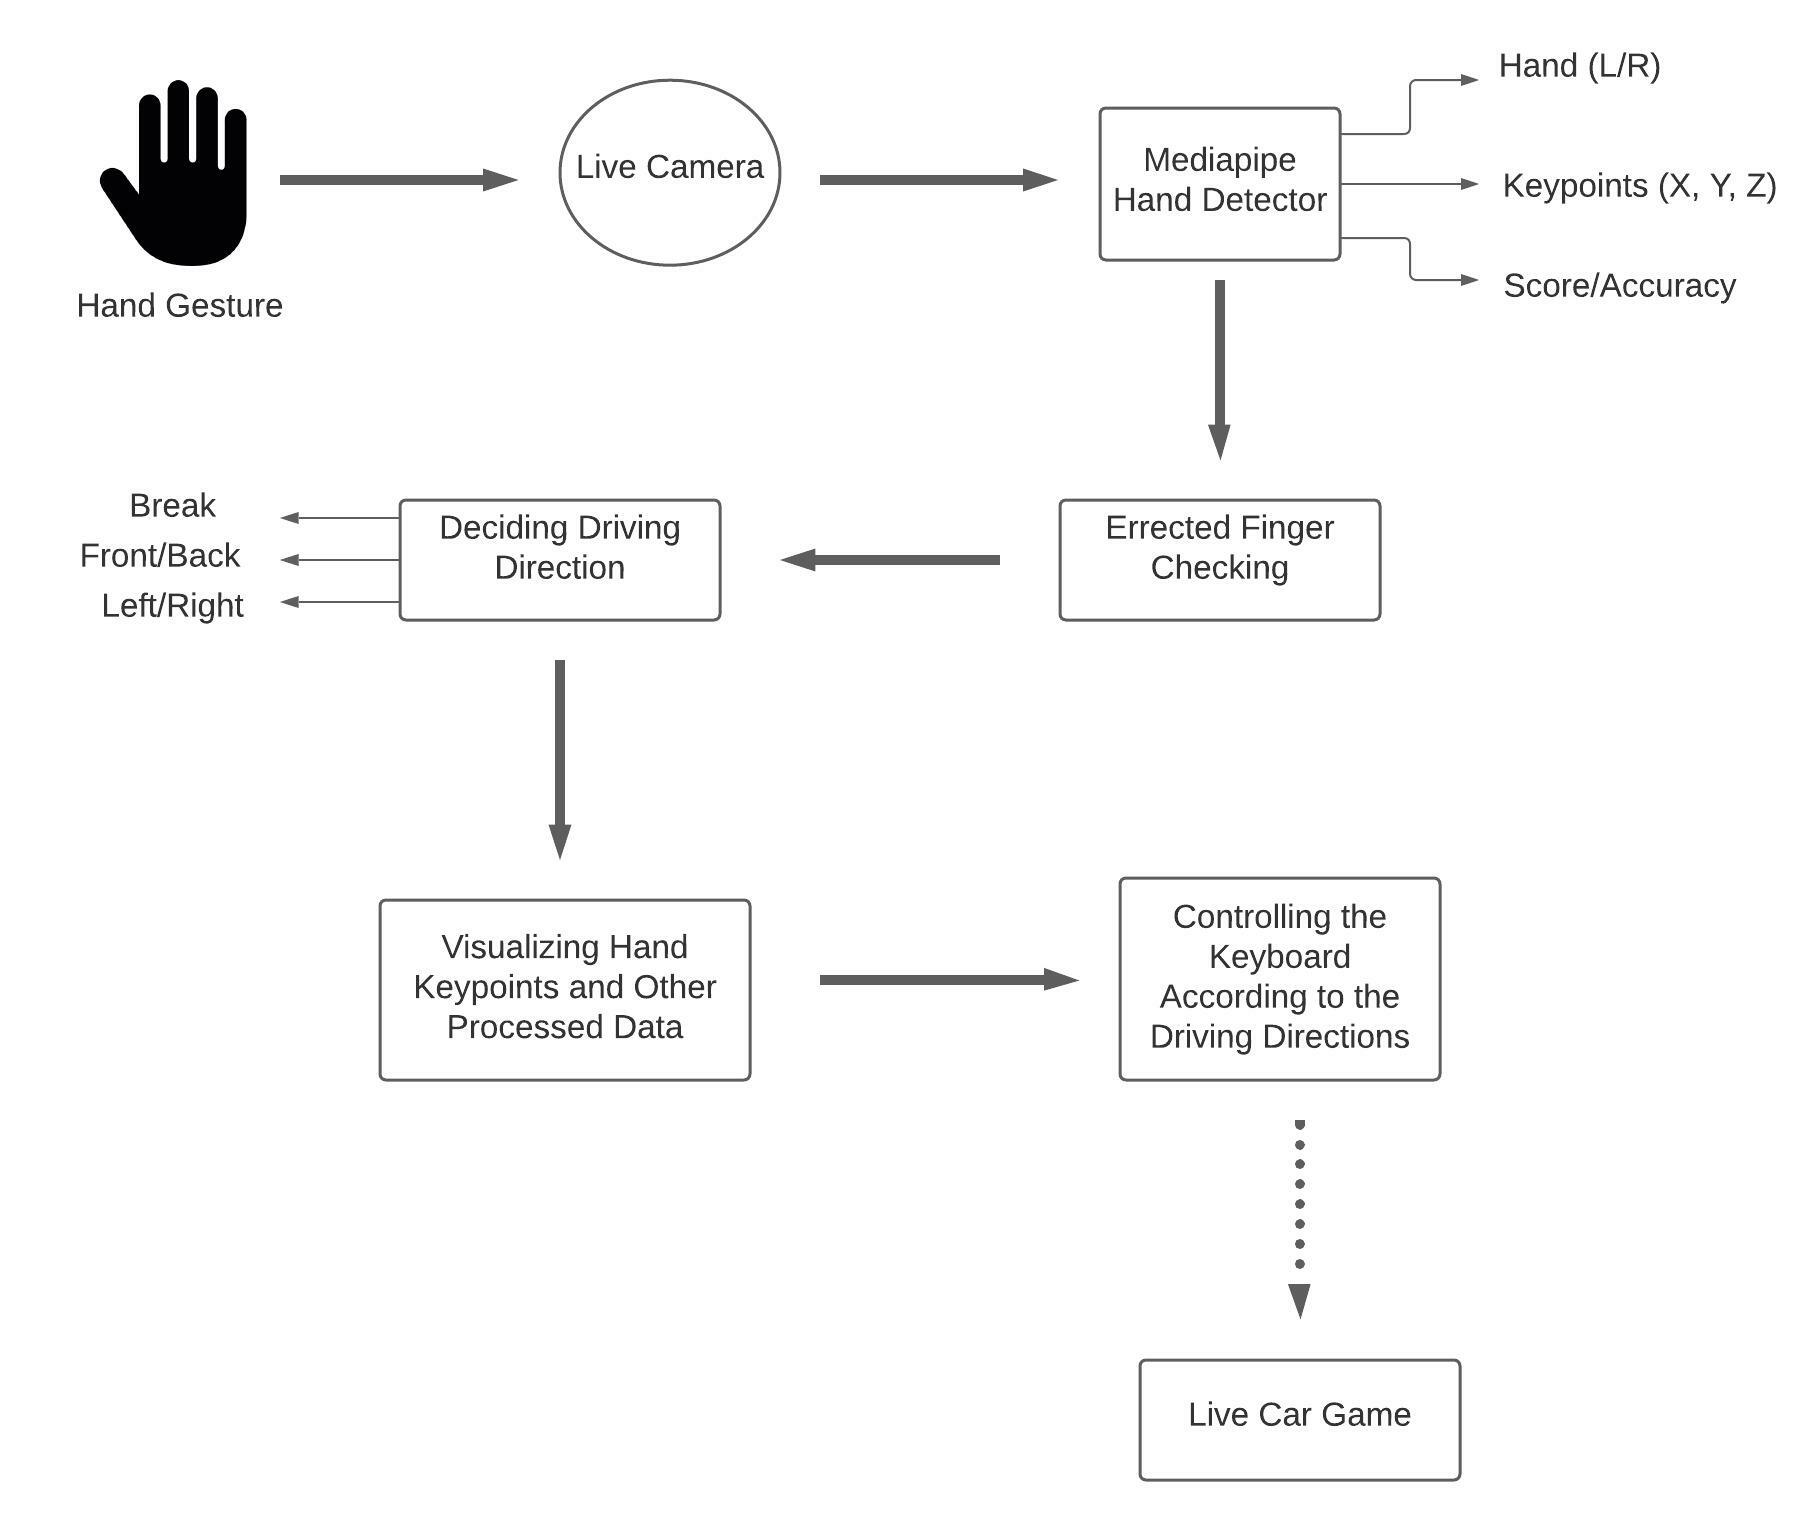 Hand Gesture
Live Camera
Mediapipe
Hand Detector
Hand (L/R)
Keypoints (X, Y, Z)
Score/Accuracy
Errected Finger
Checking
Deciding Driving
Direction
Break
Front/Back
Left/Right
Visualizing Hand
Keypoints and Other
Processed Data
Controlling the
Keyboard
According to the
Driving Directions
Live Car Game